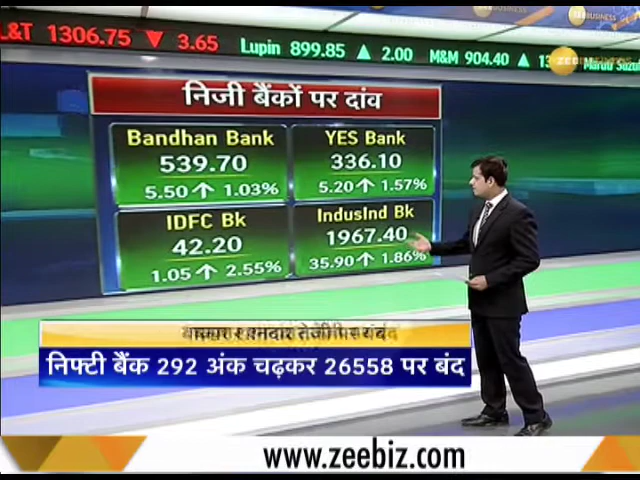 L&T 1306.75 ▼ 3.65 Lupin 899.85 ▲ 2.00 M&M 904.40 ▲
ZEE BUSINESS
निजी बैंकों पर दांव
Bandhan Bank
539.70
5.50 ↑ 1.03%
YES Bank
336.10
5.20 ↑ 1.57%
IDFC Bk
42.20
1.05 ↑ 2.55%
IndusInd Bk
1967.40
35.90 ↑ 1.86%
निफ्टी बैंक 292 अंक चढ़कर 26558 पर बंद
www.zeebiz.com